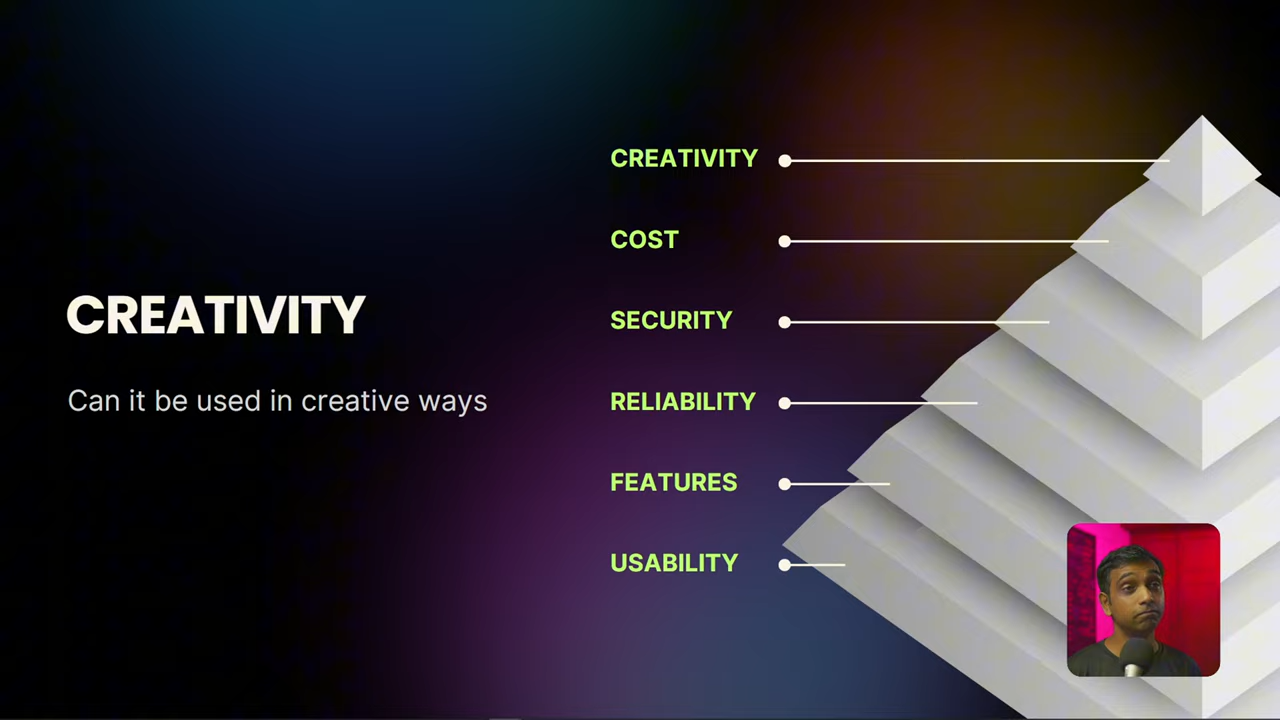 CREATIVITY
Can it be used in creative ways
CREATIVITY
COST
SECURITY
RELIABILITY
FEATURES
USABILITY